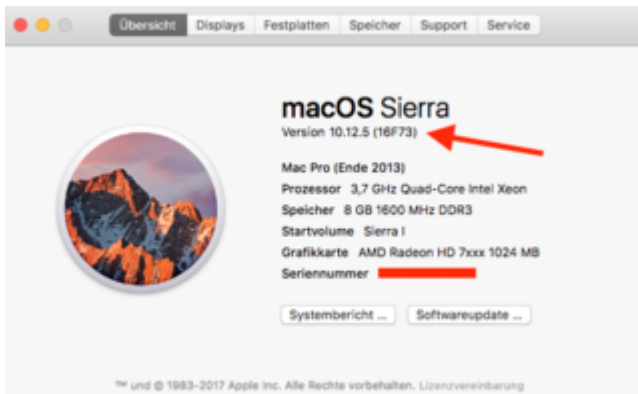 Übersicht Displays Festplatten Speicher Support Service
macOS Sierra
Version 10.12.5 (16F73)
Mac Pro (Ende 2013)
Prozessor 3,7 GHz Quad-Core Intel Xeon
Speicher 8 GB 1600 MHz DDR3
Startvolume Sierra I
Grafikkarte AMD Radeon HD 7xxx 1024 MB
Seriennummer
Systembericht ... Softwareupdate ...
™ und © 1983-2017 Apple Inc. Alle Rechte vorbehalten. Lizenzvereinbarung